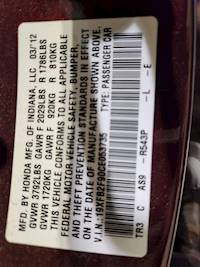 MFD. BY HONDA MFG. OF INDIANA, LLC 03/12
GVWR 3792LBS GAWR F 2029LBS R 1786LBS
GVWR 1720KG GAWR F 920KG R 810KG
THIS VEHICLE CONFORMS TO ALL APPLICABLE
FEDERAL MOTOR VEHICLE SAFETY, BUMPER,
AND THEFT PREVENTION STANDARDS IN EFFECT
ON THE DATE OF MANUFACTURE SHOWN ABOVE.
V.I.N.: TYPE: PASSENGER CAR
TR3 C AS9 - R543P - L - E